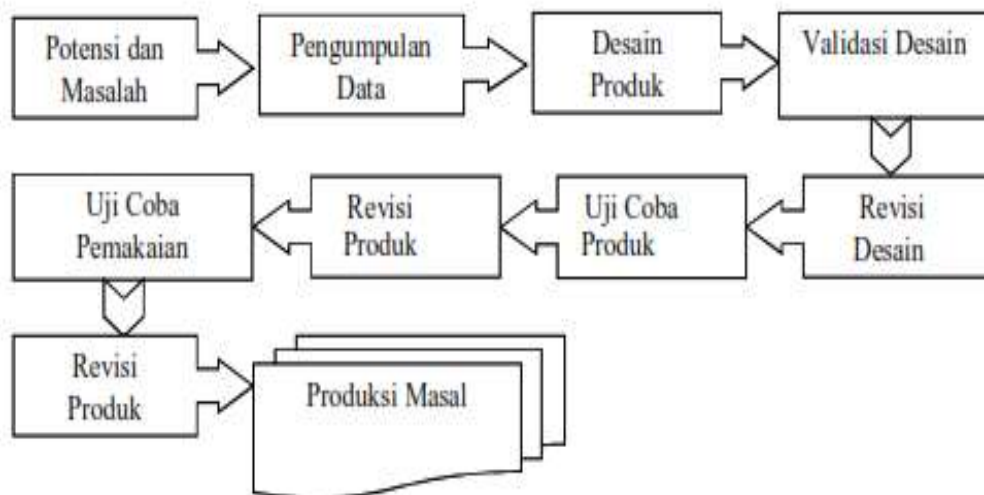 Potensi dan
Masalah
Pengumpulan
Data
Desain
Produk
Validasi Desain
Revisi
Desain
Uji Coba
Produk
Revisi
Produk
Uji Coba
Pemakaian
Revisi
Produk
Produksi Masal